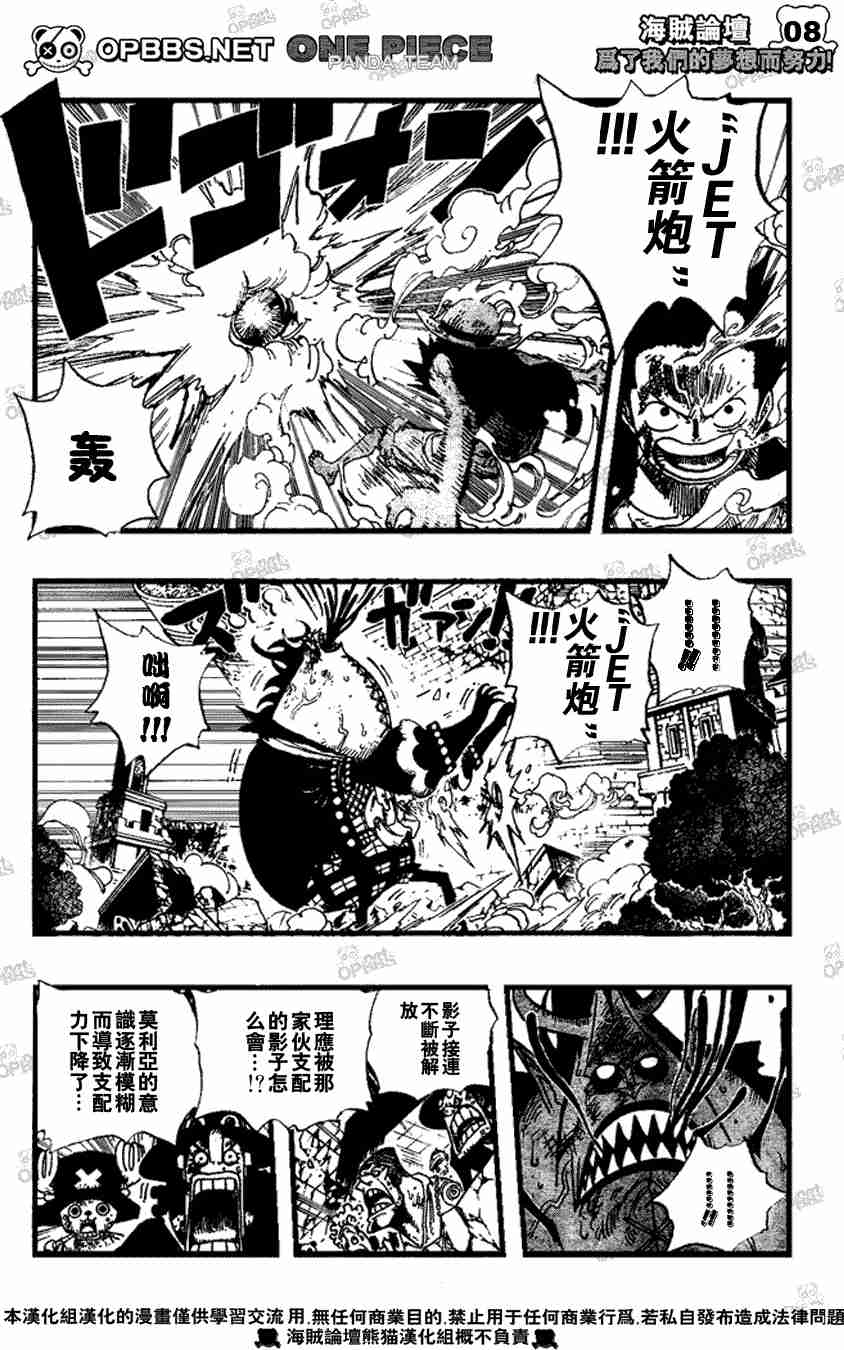 OPBBS.NET ONE PIECE
PANDA TEAM
海賊論壇
08
爲了我們的夢想而努力!
“JET
火箭炮”
!!!
ドゴォン
轰
………!!
“JET
火箭炮”
!!!
ガァン!!
ズズ
!!!
………!!
影子接連
不斷被解
放
理應被那
家伙支配
的影子怎
么會…!?
莫利亞的意
識逐漸模糊
而導致支配
力下降了…
本漢化組漢化的漫畫僅供學習交流用.無任何商業目的.禁止用于任何商業行爲.若私自發布造成法律問題
海賊論壇熊猫漢化組概不負責